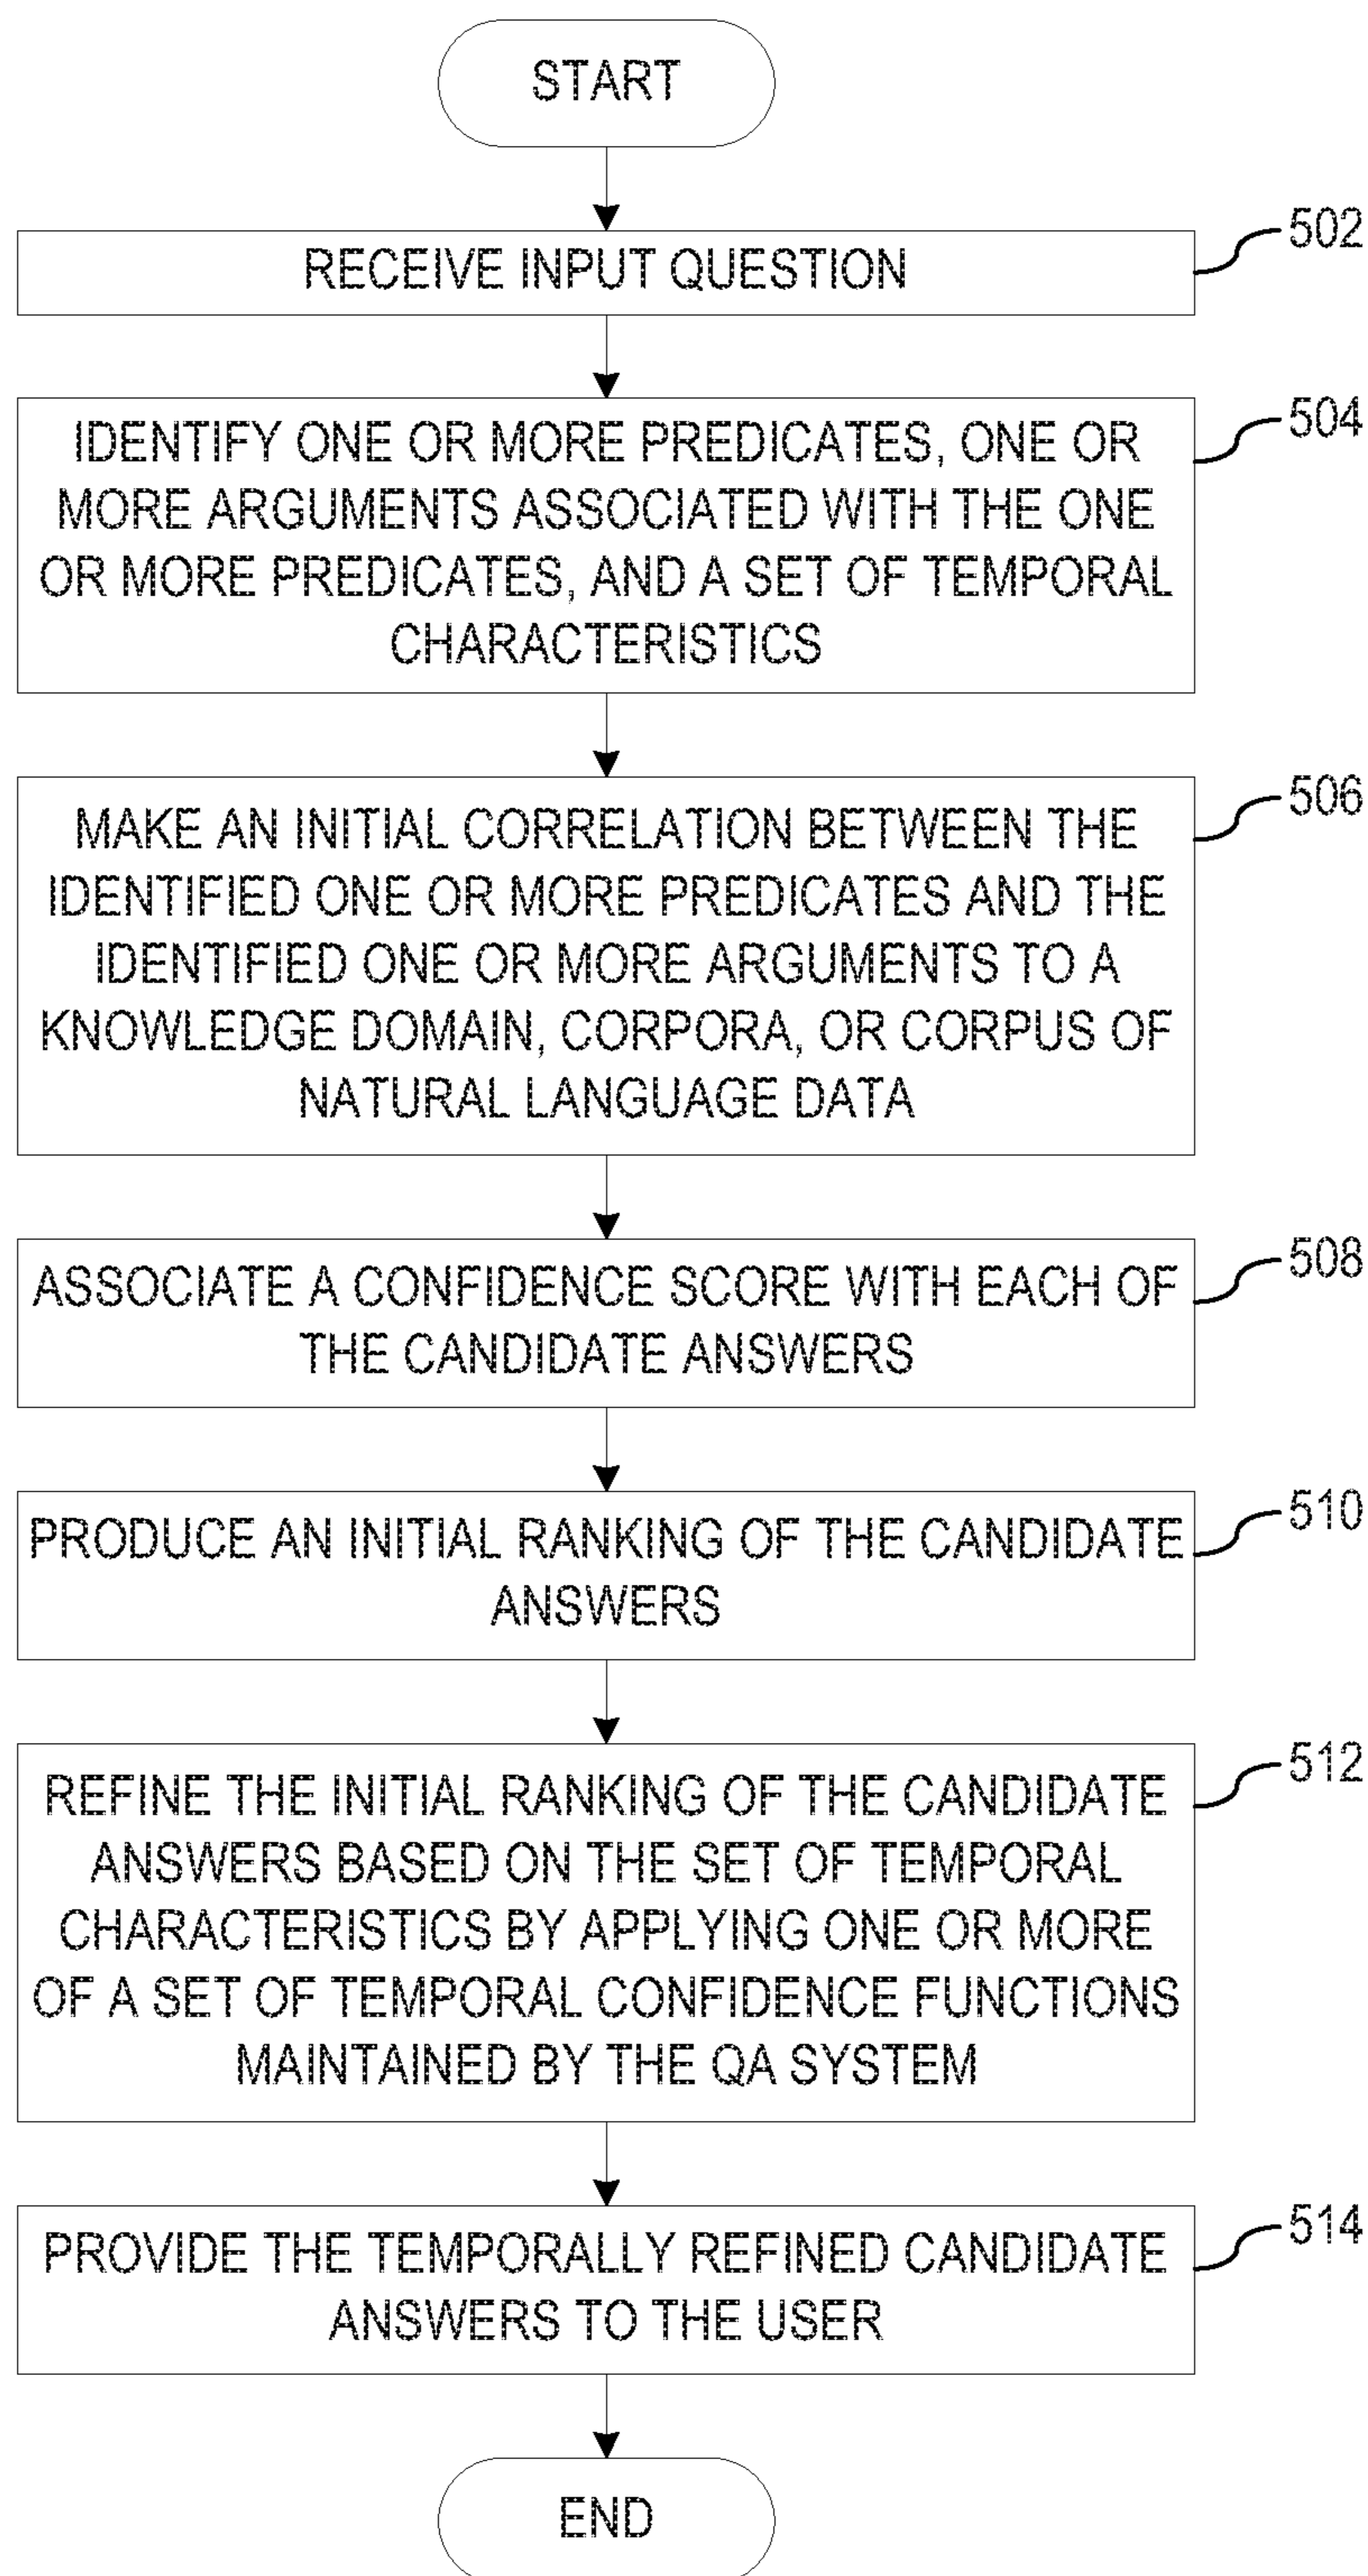 START
502
RECEIVE INPUT QUESTION
504
IDENTIFY ONE OR MORE PREDICATES, ONE OR
MORE ARGUMENTS ASSOCIATED WITH THE ONE
OR MORE PREDICATES, AND A SET OF TEMPORAL
CHARACTERISTICS
506
MAKE AN INITIAL CORRELATION BETWEEN THE
IDENTIFIED ONE OR MORE PREDICATES AND THE
IDENTIFIED ONE OR MORE ARGUMENTS TO A
KNOWLEDGE DOMAIN, CORPORA, OR CORPUS OF
NATURAL LANGUAGE DATA
508
ASSOCIATE A CONFIDENCE SCORE WITH EACH OF
THE CANDIDATE ANSWERS
510
PRODUCE AN INITIAL RANKING OF THE CANDIDATE
ANSWERS
512
REFINE THE INITIAL RANKING OF THE CANDIDATE
ANSWERS BASED ON THE SET OF TEMPORAL
CHARACTERISTICS BY APPLYING ONE OR MORE
OF A SET OF TEMPORAL CONFIDENCE FUNCTIONS
MAINTAINED BY THE QA SYSTEM
514
PROVIDE THE TEMPORALLY REFINED CANDIDATE
ANSWERS TO THE USER
END